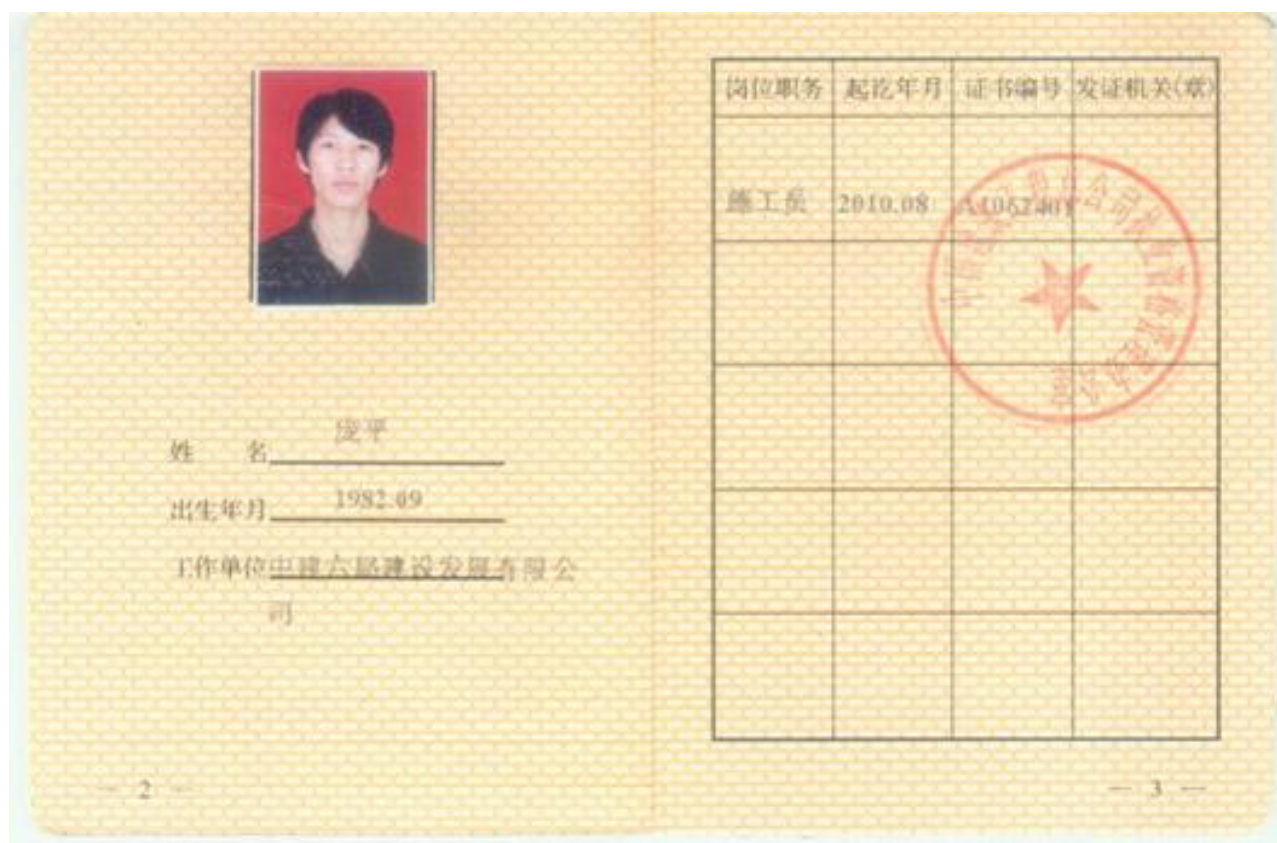 姓 名 庞平
出生年月 1982.09
工作单位 中建六局建设发展有限公
司
— 2 —
岗位职务 起讫年月 证书编号 发证机关(章)
施工员 2010.08 11062401
— 3 —